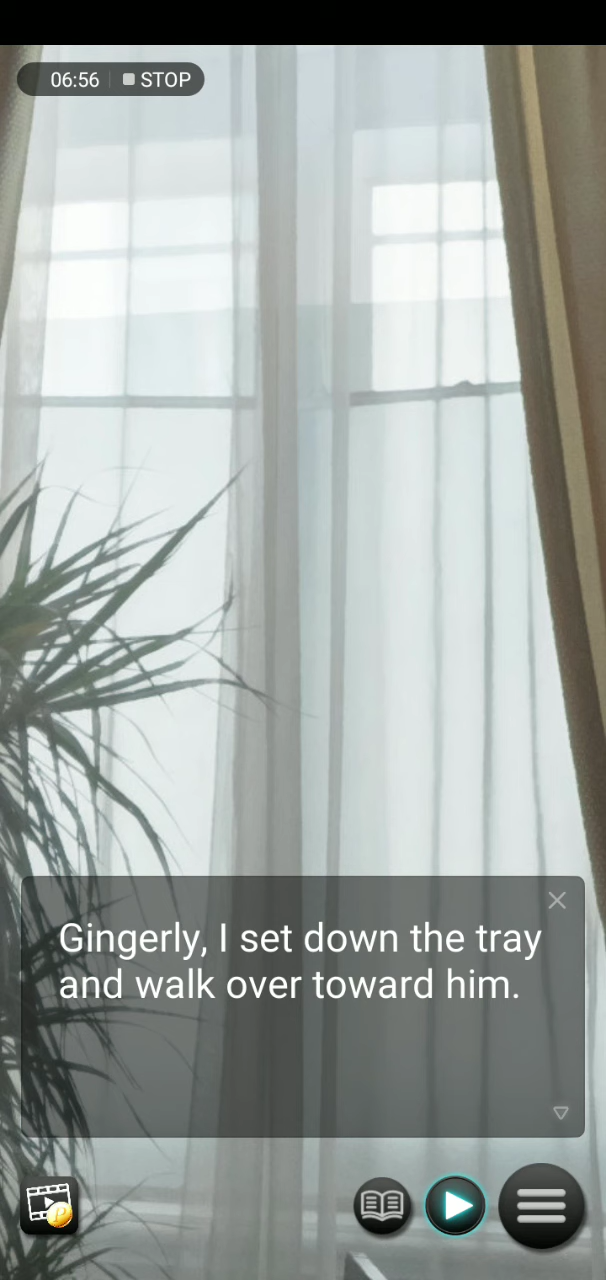 06:56 STOP
Gingerly, I set down the tray
and walk over toward him.
P